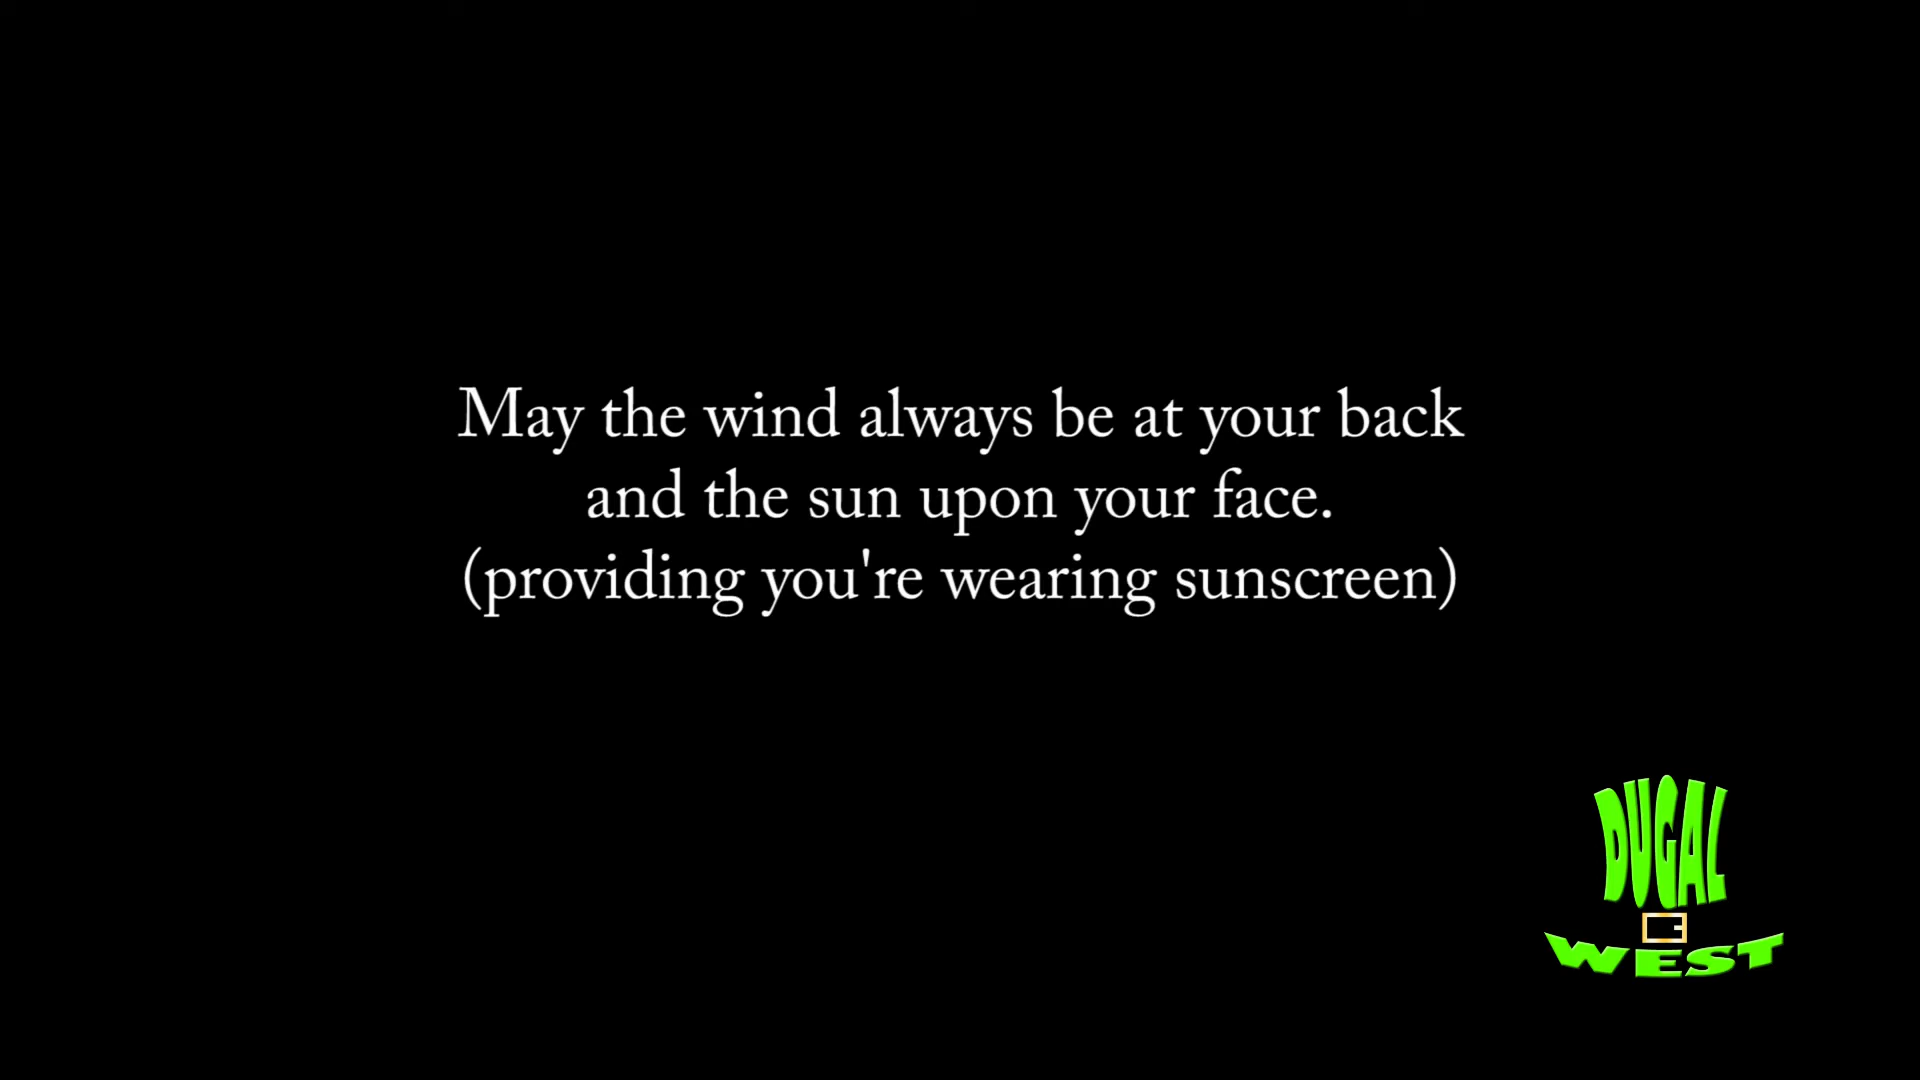 May the wind always be at your back
and the sun upon your face.
(providing you're wearing sunscreen)
DUGAL
WEST